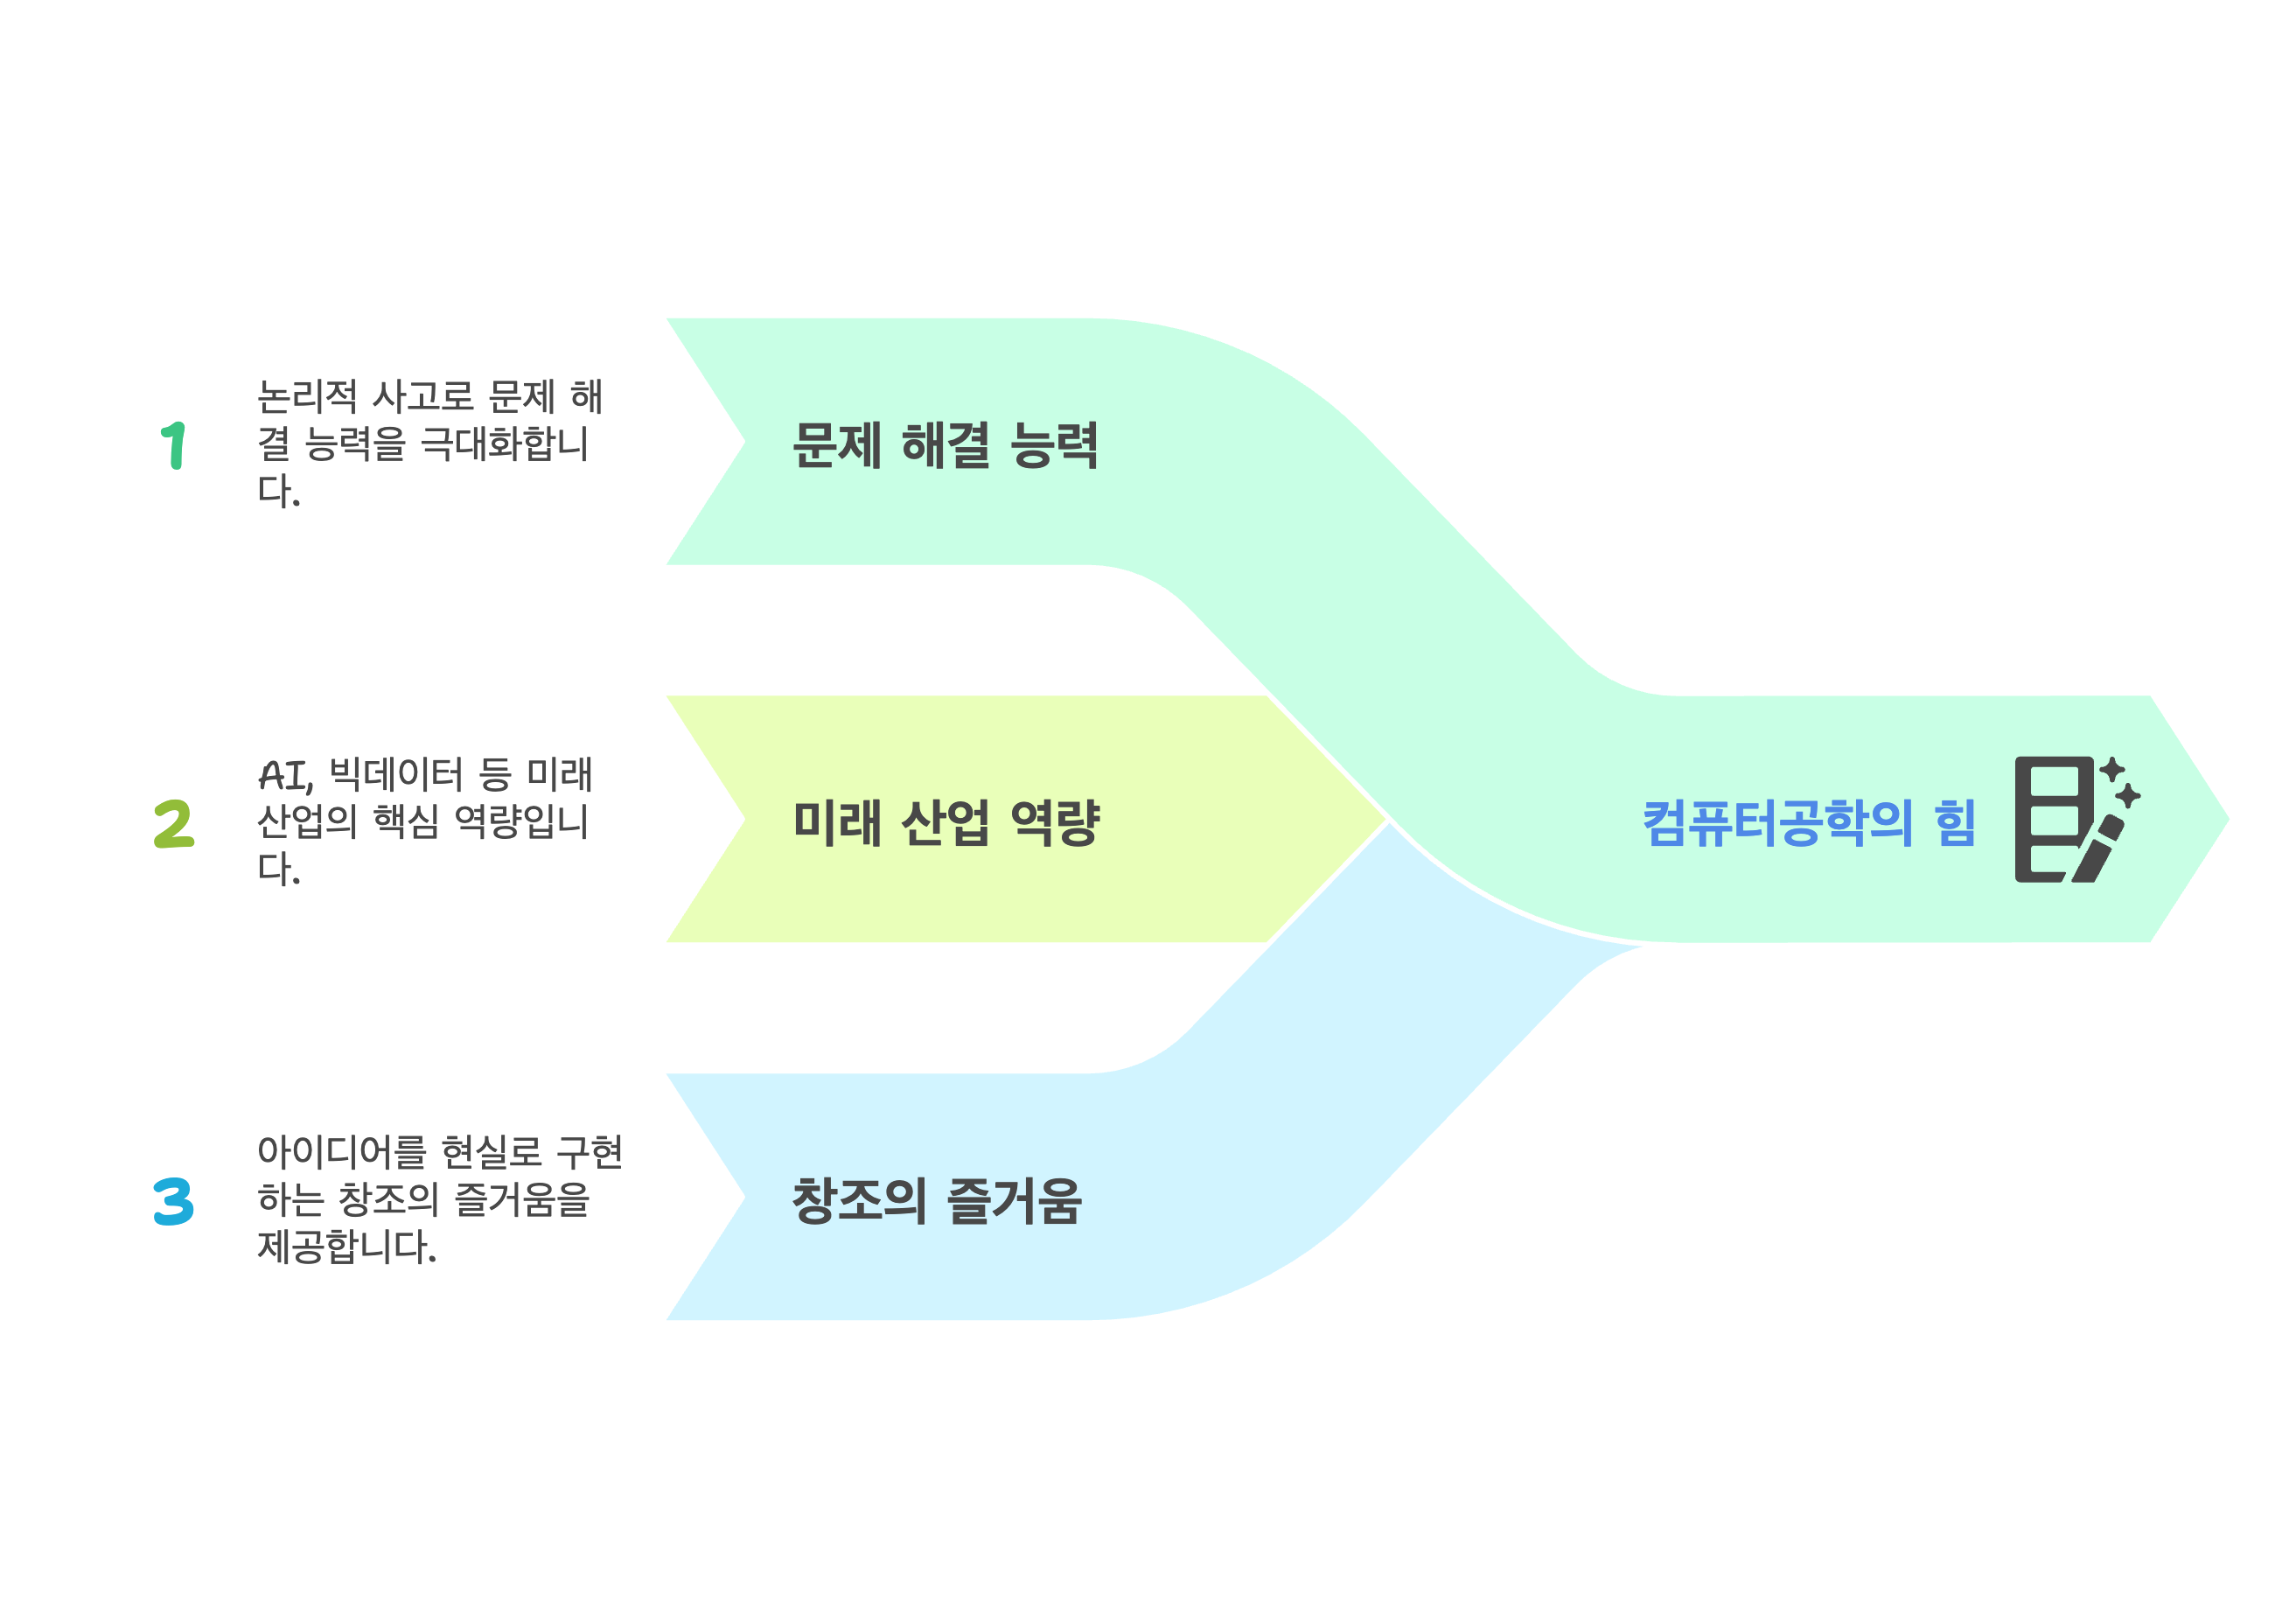 1
논리적 사고로 문제 해
결 능력을 극대화합니
다.
문제 해결 능력
2
AI, 빅데이터 등 미래
산업의 핵심 역량입니
다.
미래 산업 역량
컴퓨터공학의 힘
3
아이디어를 현실로 구현
하는 창조의 즐거움을
제공합니다.
창조의 즐거움